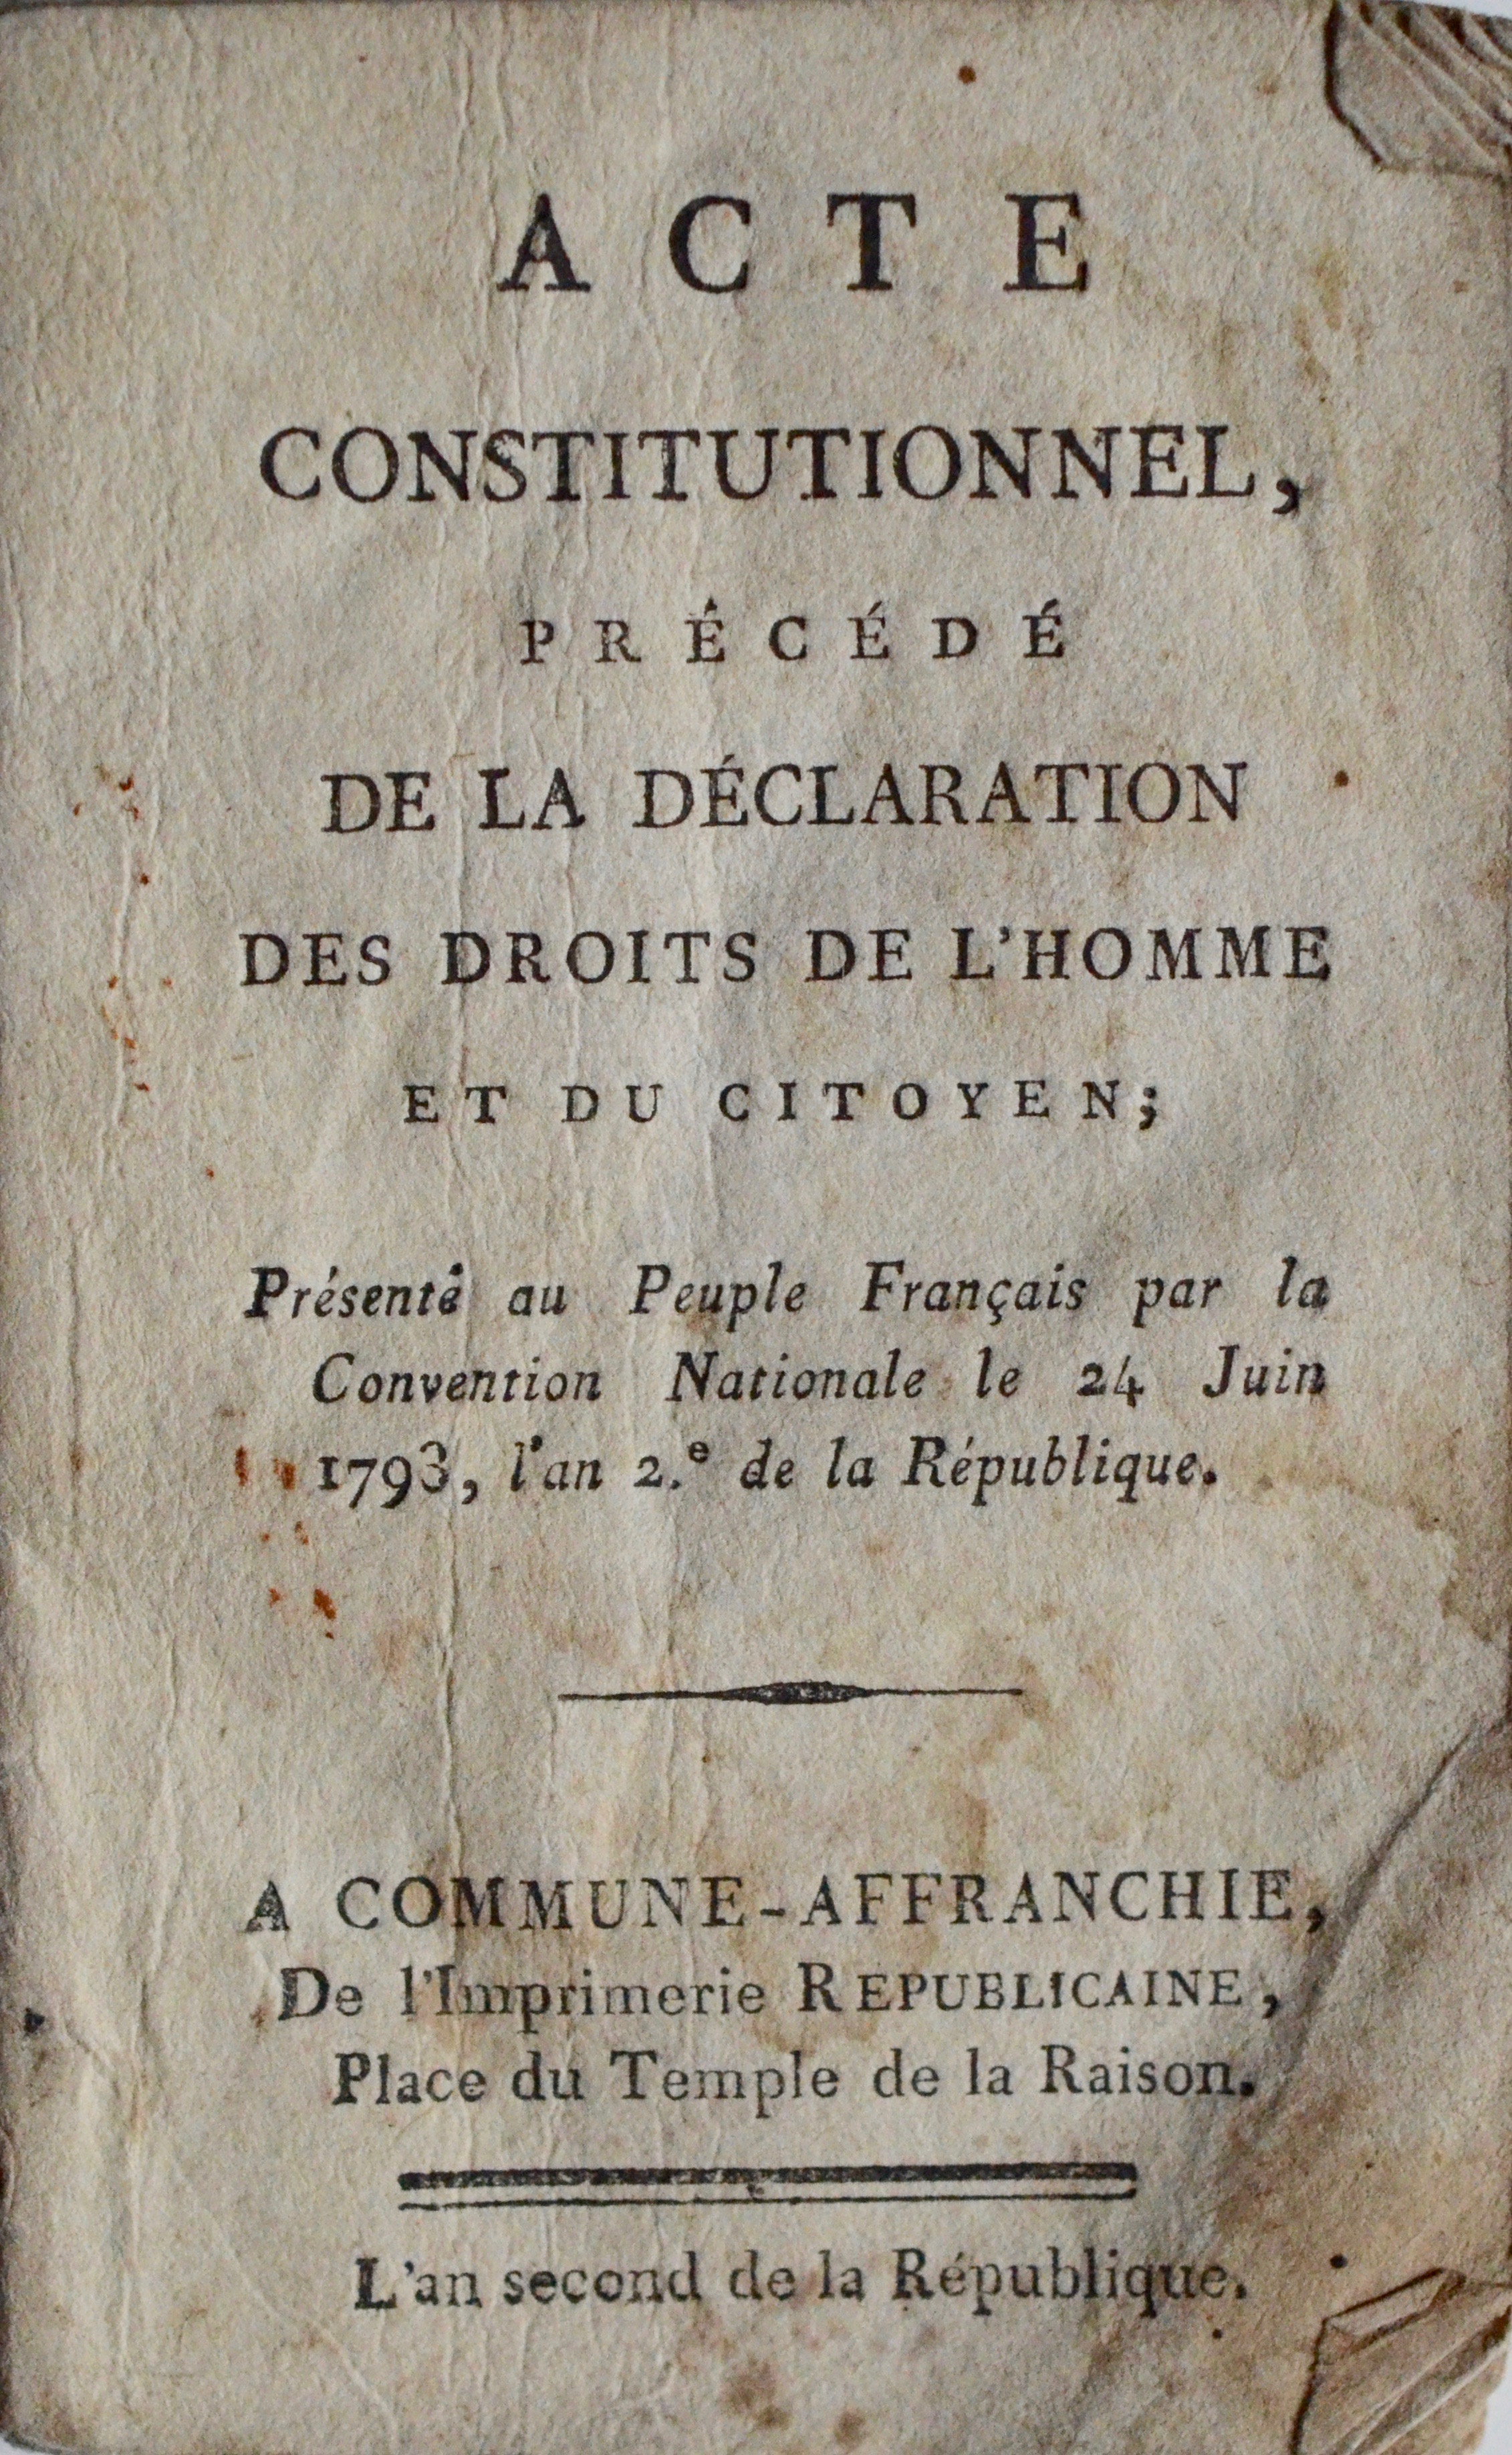 ACTE
CONSTITUTIONNEL,
PRÉCÉDÉ
DE LA DÉCLARATION
DES DROITS DE L'HOMME
ET DU CITOYEN;
Présenté au Peuple Français par la
Convention Nationale le 24 Juin
1793, l'an 2.e de la République.
A COMMUNE-AFFRANCHIE,
De l'Imprimerie REPUBLICAINE,
Place du Temple de la Raison.
L'an second de la République.